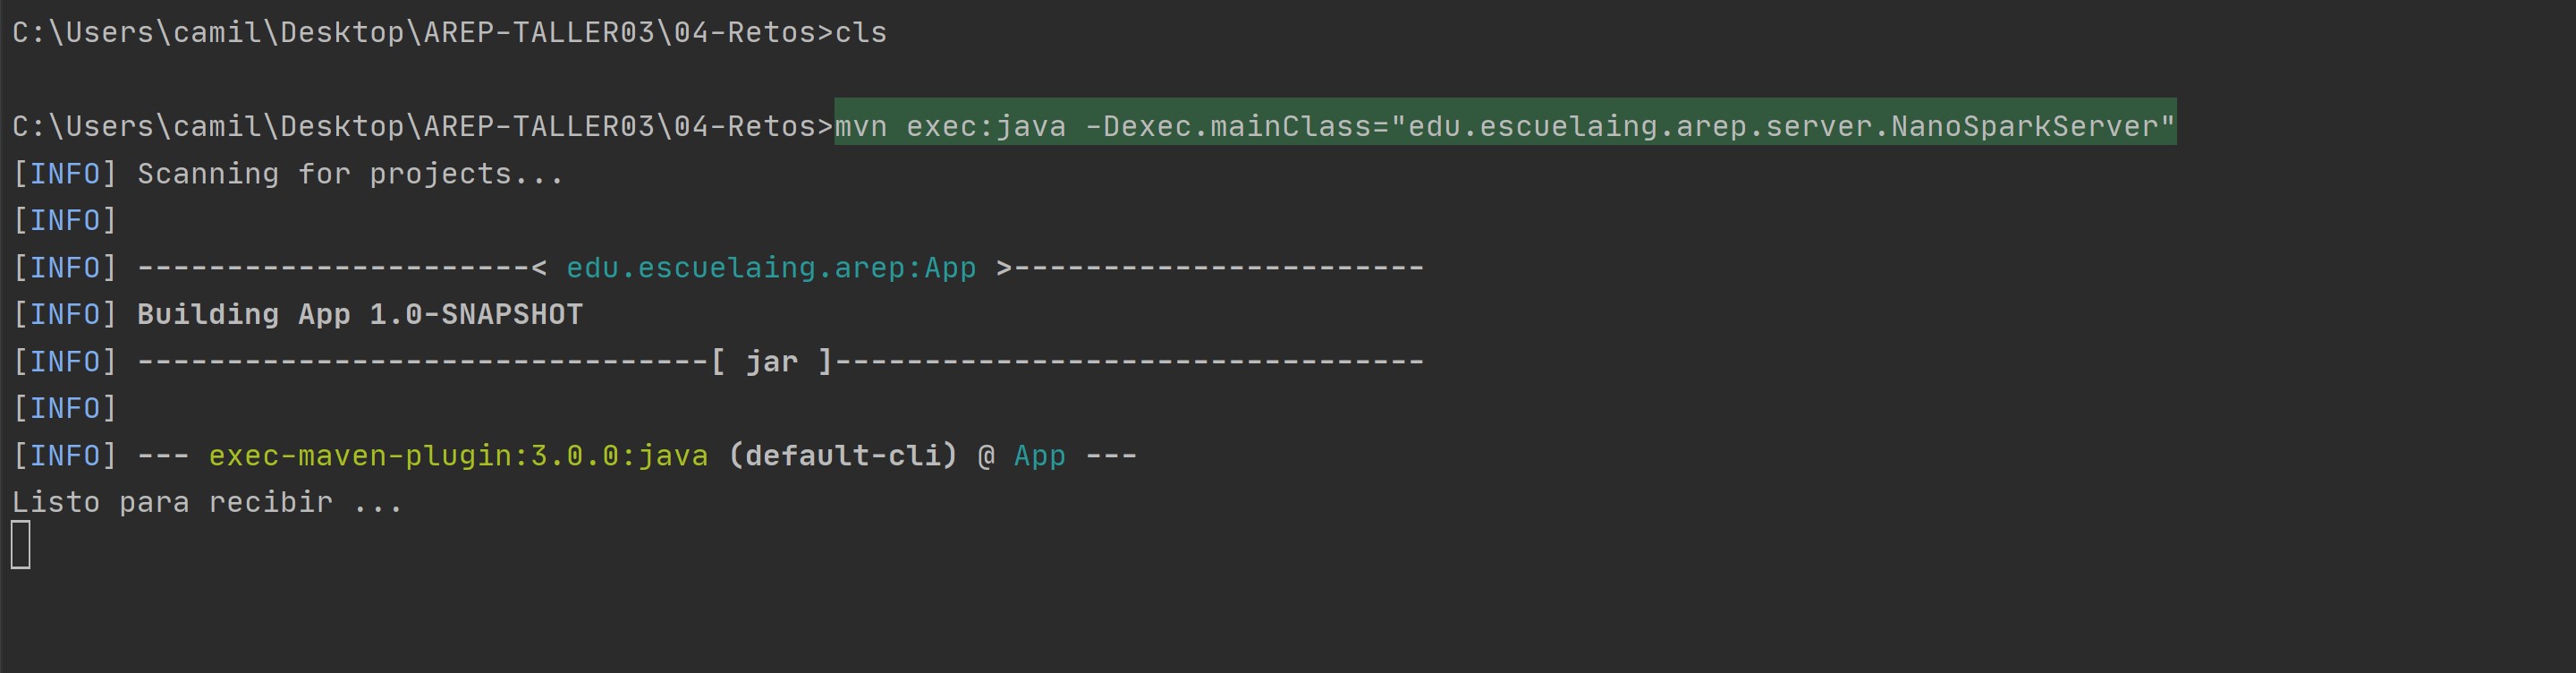 C:\Users\camil\Desktop\AREP-TALLER03\04-Retos>cls
C:\Users\camil\Desktop\AREP-TALLER03\04-Retos>mvn exec:java -Dexec.mainClass="edu.escuelaing.arep.server.NanoSparkServer"
[INFO] Scanning for projects...
[INFO]
[INFO] ----------------------< edu.escuelaing.arep:App >-----------------------
[INFO] Building App 1.0-SNAPSHOT
[INFO] --------------------------------[ jar ]---------------------------------
[INFO]
[INFO] --- exec-maven-plugin:3.0.0:java (default-cli) @ App ---
Listo para recibir ...